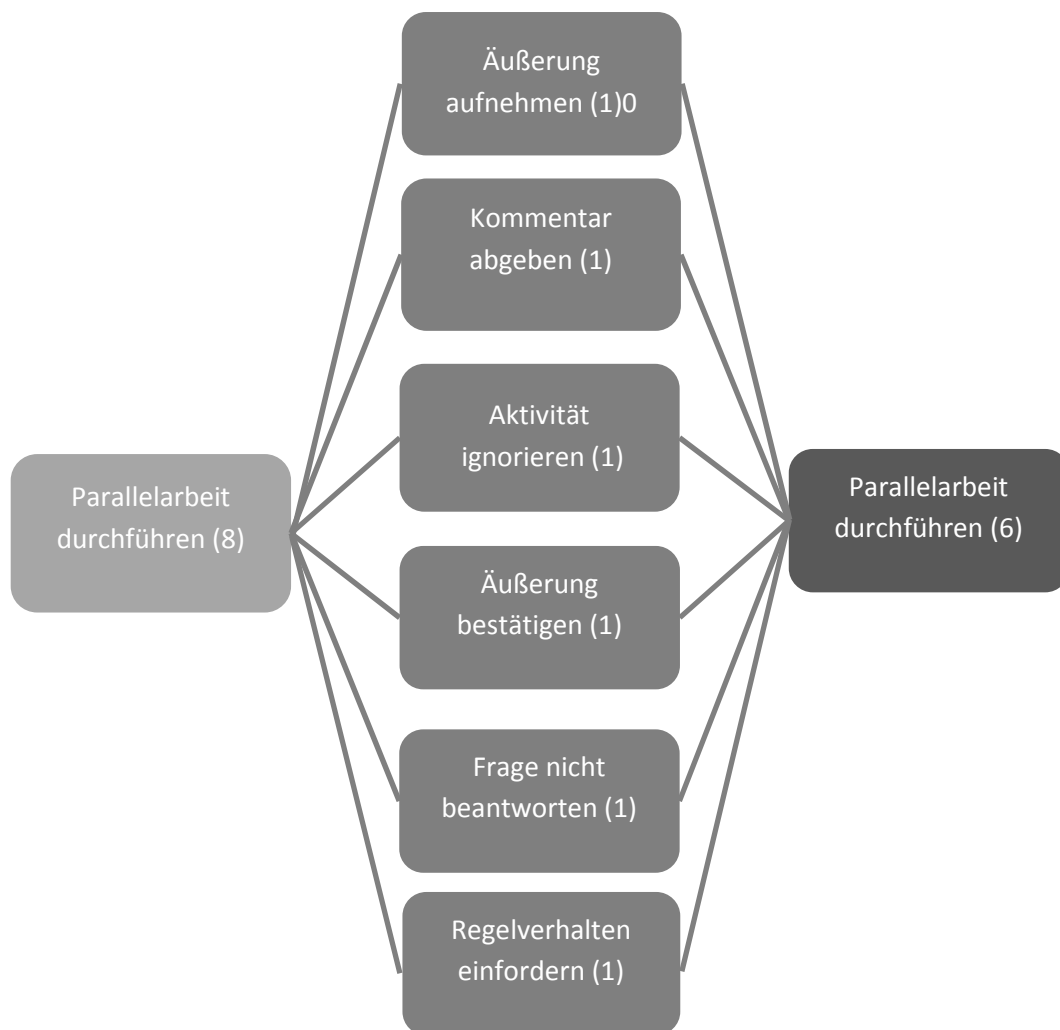 Äußerung
aufnehmen (1)0
Kommentar
abgeben (1)
Aktivität
ignorieren (1)
Parallelarbeit
durchführen (8)
Parallelarbeit
durchführen (6)
Äußerung
bestätigen (1)
Frage nicht
beantworten (1)
Regelverhalten
einfordern (1)